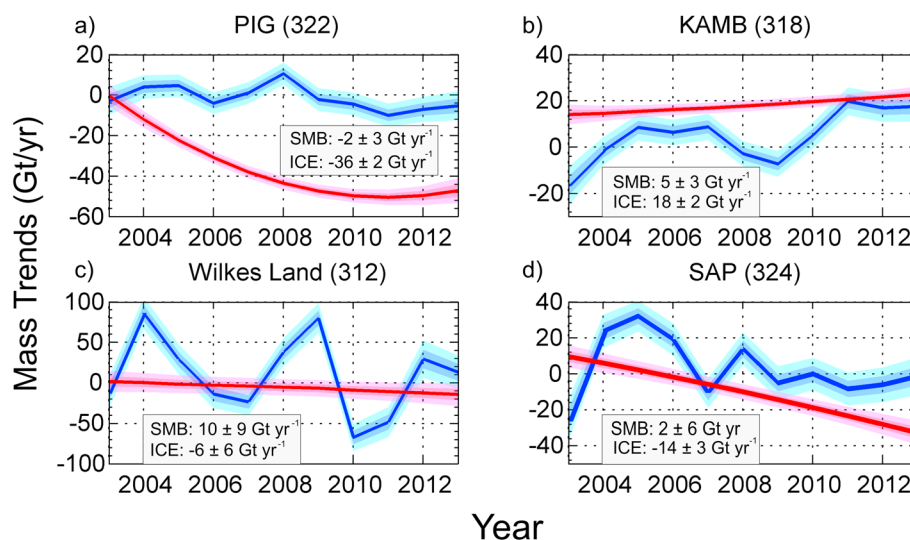 a) PIG (322)
20
0
-20
-40
-60
SMB: -2 ± 3 Gt yr-1
ICE: -36 ± 2 Gt yr-1
2004 2006 2008 2010 2012
b) KAMB (318)
40
20
0
-20
SMB: 5 ± 3 Gt yr-1
ICE: 18 ± 2 Gt yr-1
2004 2006 2008 2010 2012
Mass Trends (Gt/yr)
c) Wilkes Land (312)
100
50
0
-50
-100
SMB: 10 ± 9 Gt yr-1
ICE: -6 ± 6 Gt yr-1
2004 2006 2008 2010 2012
d) SAP (324)
40
20
0
-20
-40
SMB: 2 ± 6 Gt yr
ICE: -14 ± 3 Gt yr-1
2004 2006 2008 2010 2012
Year